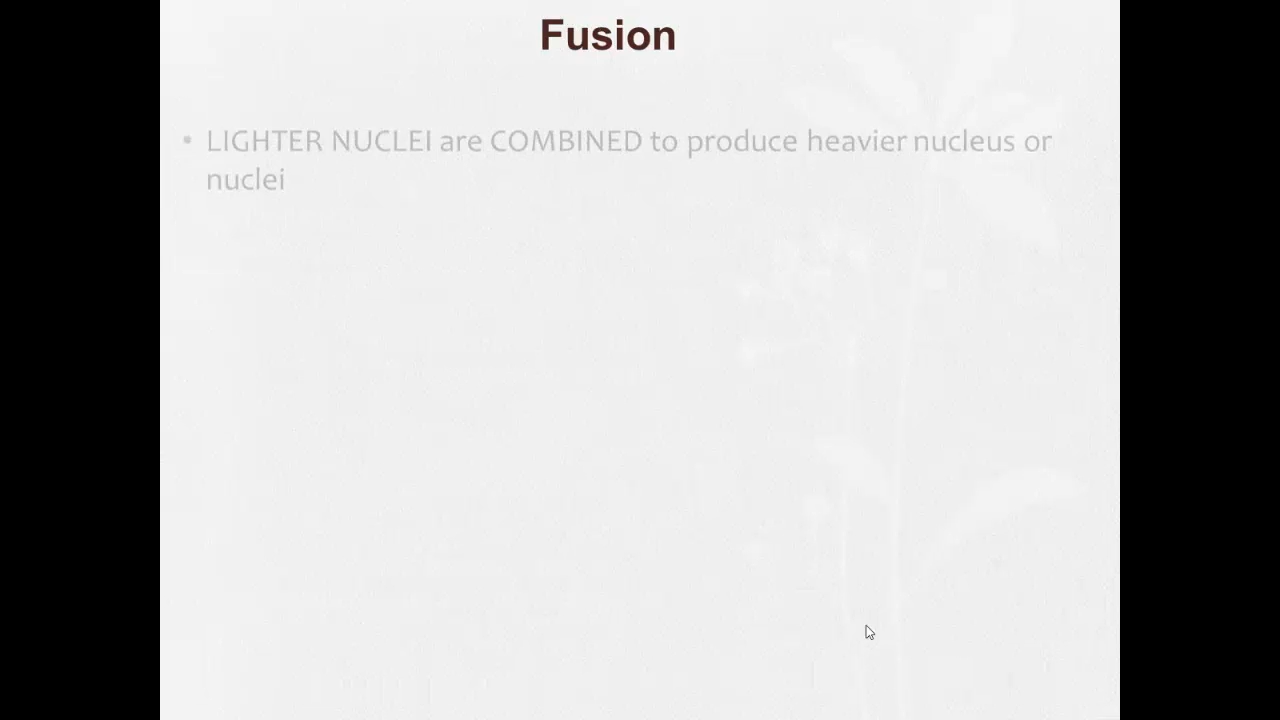 Fusion
• LIGHTER NUCLEI are COMBINED to produce heavier nucleus or
nuclei